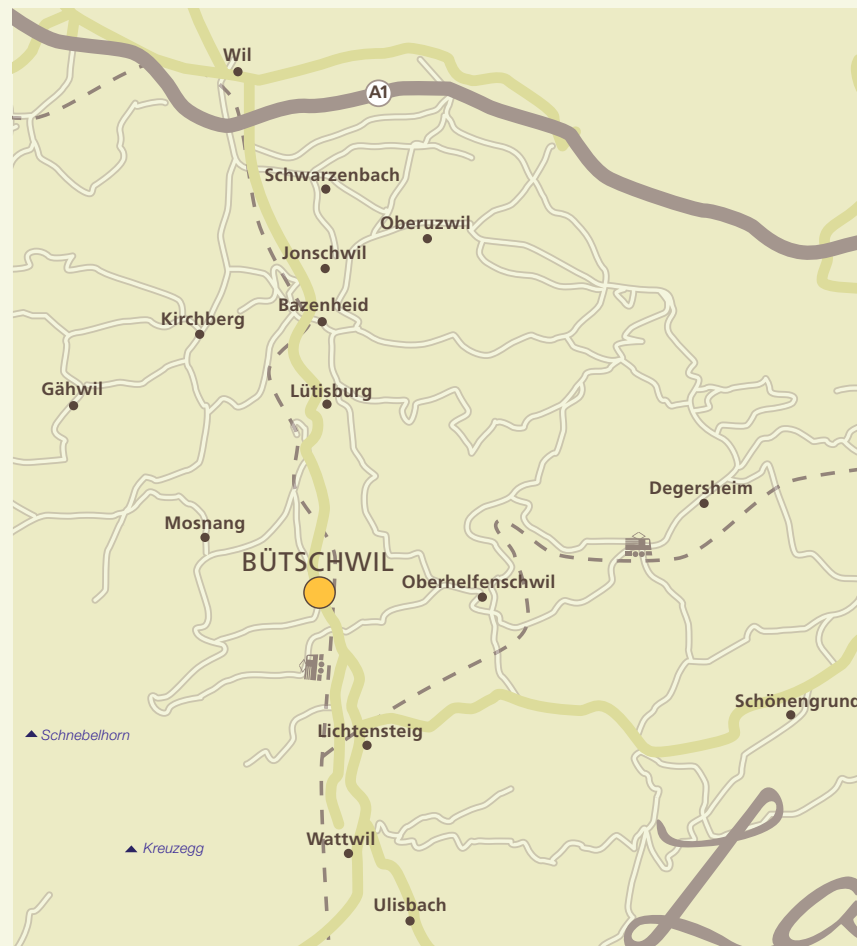 Wil
A1
Schwarzenbach
Oberuzwil
Jonschwil
Bazenheid
Kirchberg
Gähwil
Lütisburg
Degersheim
Mosnang
BÜTSCHWIL
Oberhelfenschwil
Schönengrund
Lichtensteig
Schnebelhorn
Wattwil
Kreuzegg
Ulisbach
La